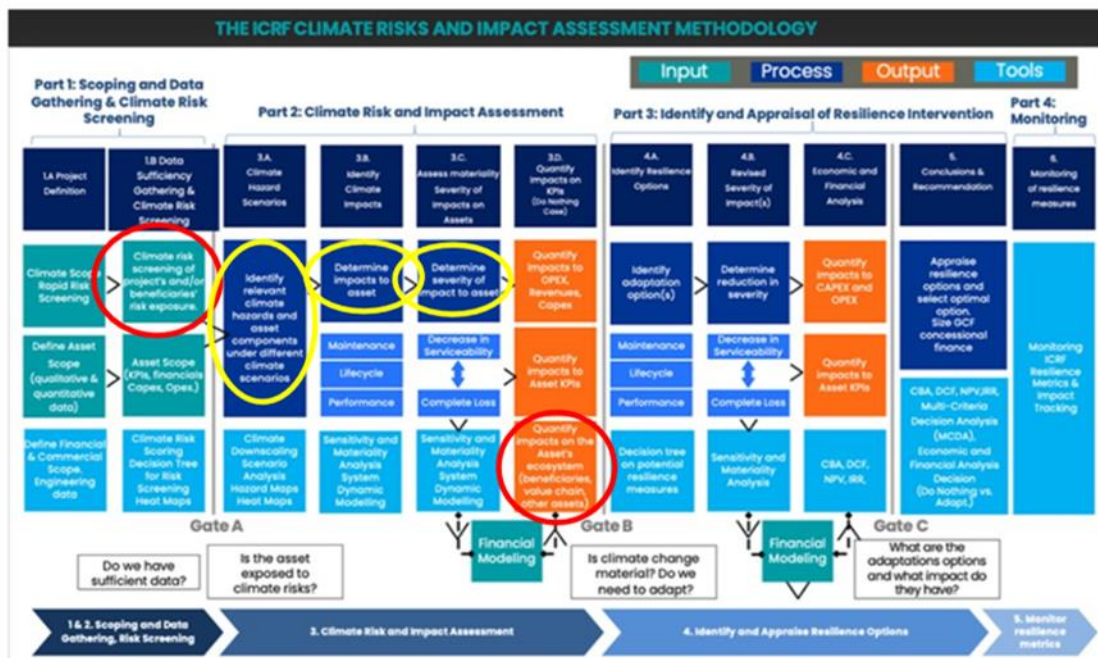 THE ICRF CLIMATE RISKS AND IMPACT ASSESSMENT METHODOLOGY
Input
Process
Output
Tools
Part 1: Scoping and Data
Gathering & Climate Risk
Screening
Part 2: Climate Risk and Impact Assessment
Part 3: Identify and Appraisal of Resilience Intervention
Part 4:
Monitoring
1.A Project
Definition
1.B Data
Sufficiency
Gathering &
Climate Risk
Screening
3.A.
Climate
Hazard
Scenarios
3.B.
Identify
Climate
Impacts
3.C.
Assess materiality
Severity of
Impacts on
Assets
3.D.
Quantify
impacts on
KPIs
(Do Nothing
Case)
4.A.
Identify Resilience
Options
4.B.
Revised
Severity of
Impact(s)
4.C.
Economic and
Financial
Analysis
5.
Conclusions &
Recommendation
6.
Monitoring
of resilience
measures
Climate Scope
Rapid Risk
Screening
Climate risk
screening of
project's and/or
beneficiaries'
risk exposure.
Identify
relevant
climate
hazards and
asset
components
under different
climate
scenarios
Determine
impacts to
asset
Determine
severity of
impact to asset
Quantify
impacts to
OPEX,
Revenues,
Capex
Identify
adaptation
option(s)
Determine
reduction in
severity
Quantify
impacts to
CAPEX and
OPEX
Appraise
resilience
options and
select optimal
option.
Size GCF
concessional
finance
Monitoring
ICRF
Resilience
Metrics &
Impact
Tracking
Define Asset
Scope
(qualitative &
quantitative
data)
Asset Scope
(KPIs, financials
Capex, Opex.)
Maintenance
Lifecycle
Performance
Decrease in
Serviceability
Complete Loss
Quantify
impacts to
Asset KPIs
Maintenance
Lifecycle
Performance
Decrease in
Serviceability
Complete Loss
Quantify
impacts to
Asset KPIs
Define Financial
& Commercial
Scope.
Engineering
data
Climate Risk
Scoring
Decision Tree
for Risk
Screening
Heat Maps
Climate
Downscaling
Scenario
Analysis
Hazard Maps
Heat Maps
Sensitivity and
Materiality
Analysis
System
Dynamic
Modelling
Sensitivity and
Materiality
Analysis
System
Dynamic
Modelling
Quantify
impacts on the
Asset's
ecosystem
(beneficiaries,
value chain,
other assets)
Decision tree
on potential
resilience
measures
Sensitivity and
Materiality
Analysis
CBA, DCF,
NPV, IRR,
CBA, DCF, NPV,IRR,
Multi-Criteria
Decision Analysis
(MCDA),
Economic and
Financial Analysis
Decision
(Do Nothing vs.
Adapt.)
Gate A
Gate B
Gate C
Do we have
sufficient data?
Is the asset
exposed to
climate risks?
Financial
Modeling
Is climate change
material? Do we
need to adapt?
Financial
Modeling
What are the
adaptations options
and what impact do
they have?
1 & 2. Scoping and Data
Gathering, Risk Screening
3. Climate Risk and Impact Assessment
4. Identify and Appraise Resilience Options
5. Monitor
resilience
metrics